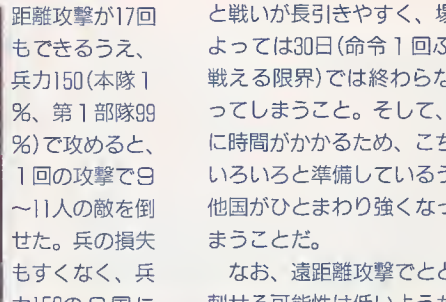 距離攻撃が17回
もできるうえ、
兵力150(本隊1
%、第1部隊99
%)で攻めると、
1回の攻撃で9
～11人の敵を倒
せた。兵の損失
もすくなく、兵
と戦いが長引きやすく、場
よっては30日(命令1回ぶ
戦える限界)では終わらな
ってしまうこと。そして、
に時間がかかるため、こち
いろいろと準備しているう
他国がひとまわり強くなっ
まうことだ。
なお、遠距離攻撃でとど